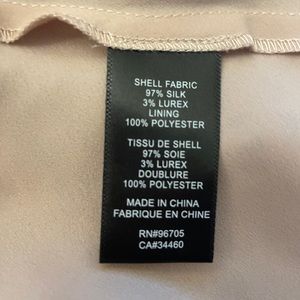 SHELL FABRIC
97% SILK
3% LUREX
LINING
100% POLYESTER
TISSU DE SHELL
97% SOIE
3% LUREX
DOUBLURE
100% POLYESTER
MADE IN CHINA
FABRIQUE EN CHINE
RN#96705
CA#34460